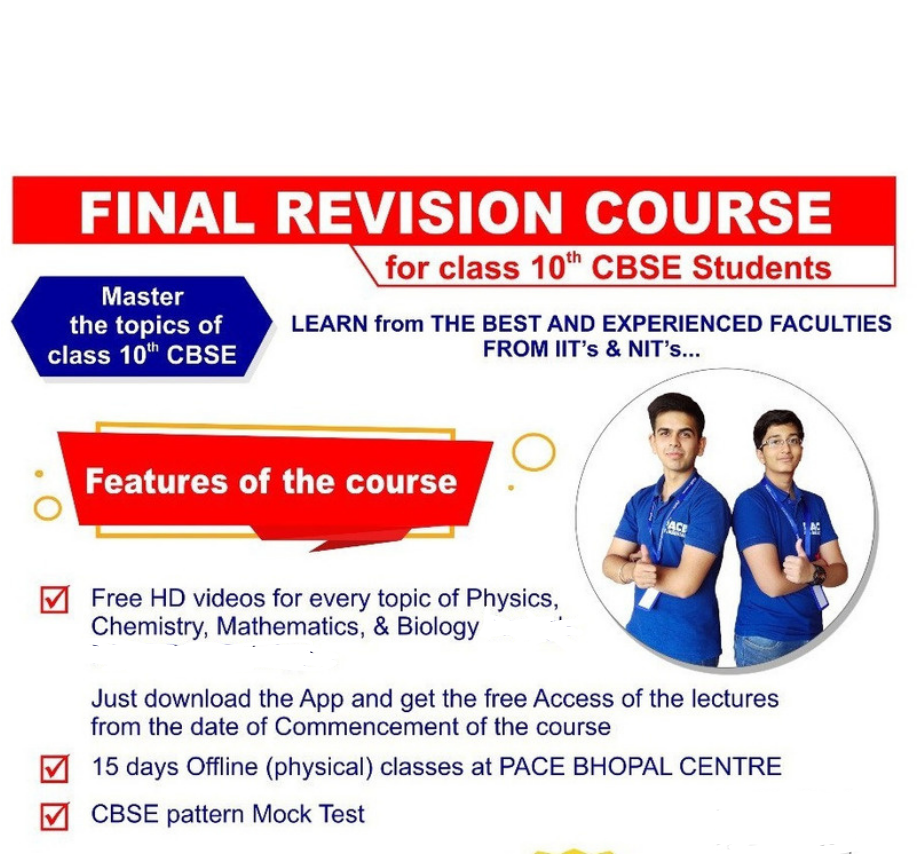 FINAL REVISION COURSE
for class 10th CBSE Students
Master
the topics of
class 10th CBSE
LEARN from THE BEST AND EXPERIENCED FACULTIES
FROM IIT's & NIT's...
Features of the course
PACE
PACE
Free HD videos for every topic of Physics,
Chemistry, Mathematics, & Biology
Just download the App and get the free Access of the lectures
from the date of Commencement of the course
15 days Offline (physical) classes at PACE BHOPAL CENTRE
CBSE pattern Mock Test